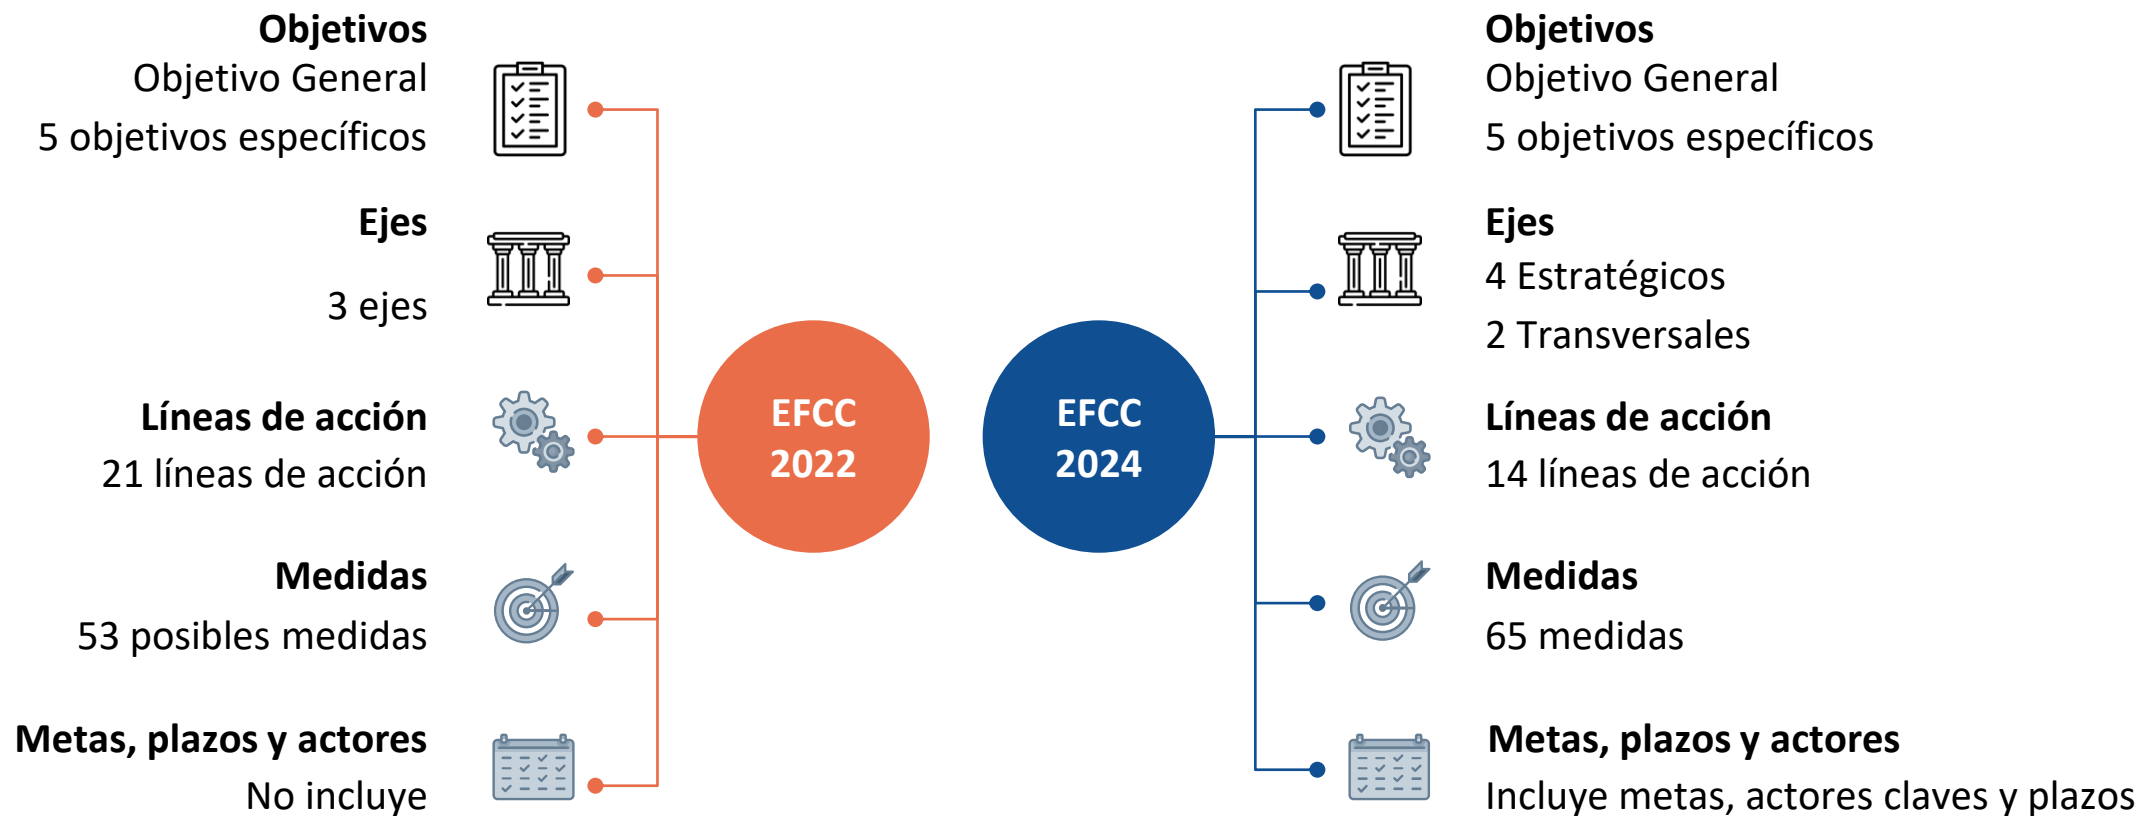 Objetivos
Objetivo General
5 objetivos específicos
Ejes
3 ejes
Líneas de acción
21 líneas de acción
Medidas
53 posibles medidas
Metas, plazos y actores
No incluye
EFCC
2022
EFCC
2024
Objetivos
Objetivo General
5 objetivos específicos
Ejes
4 Estratégicos
2 Transversales
Líneas de acción
14 líneas de acción
Medidas
65 medidas
Metas, plazos y actores
Incluye metas, actores claves y plazos